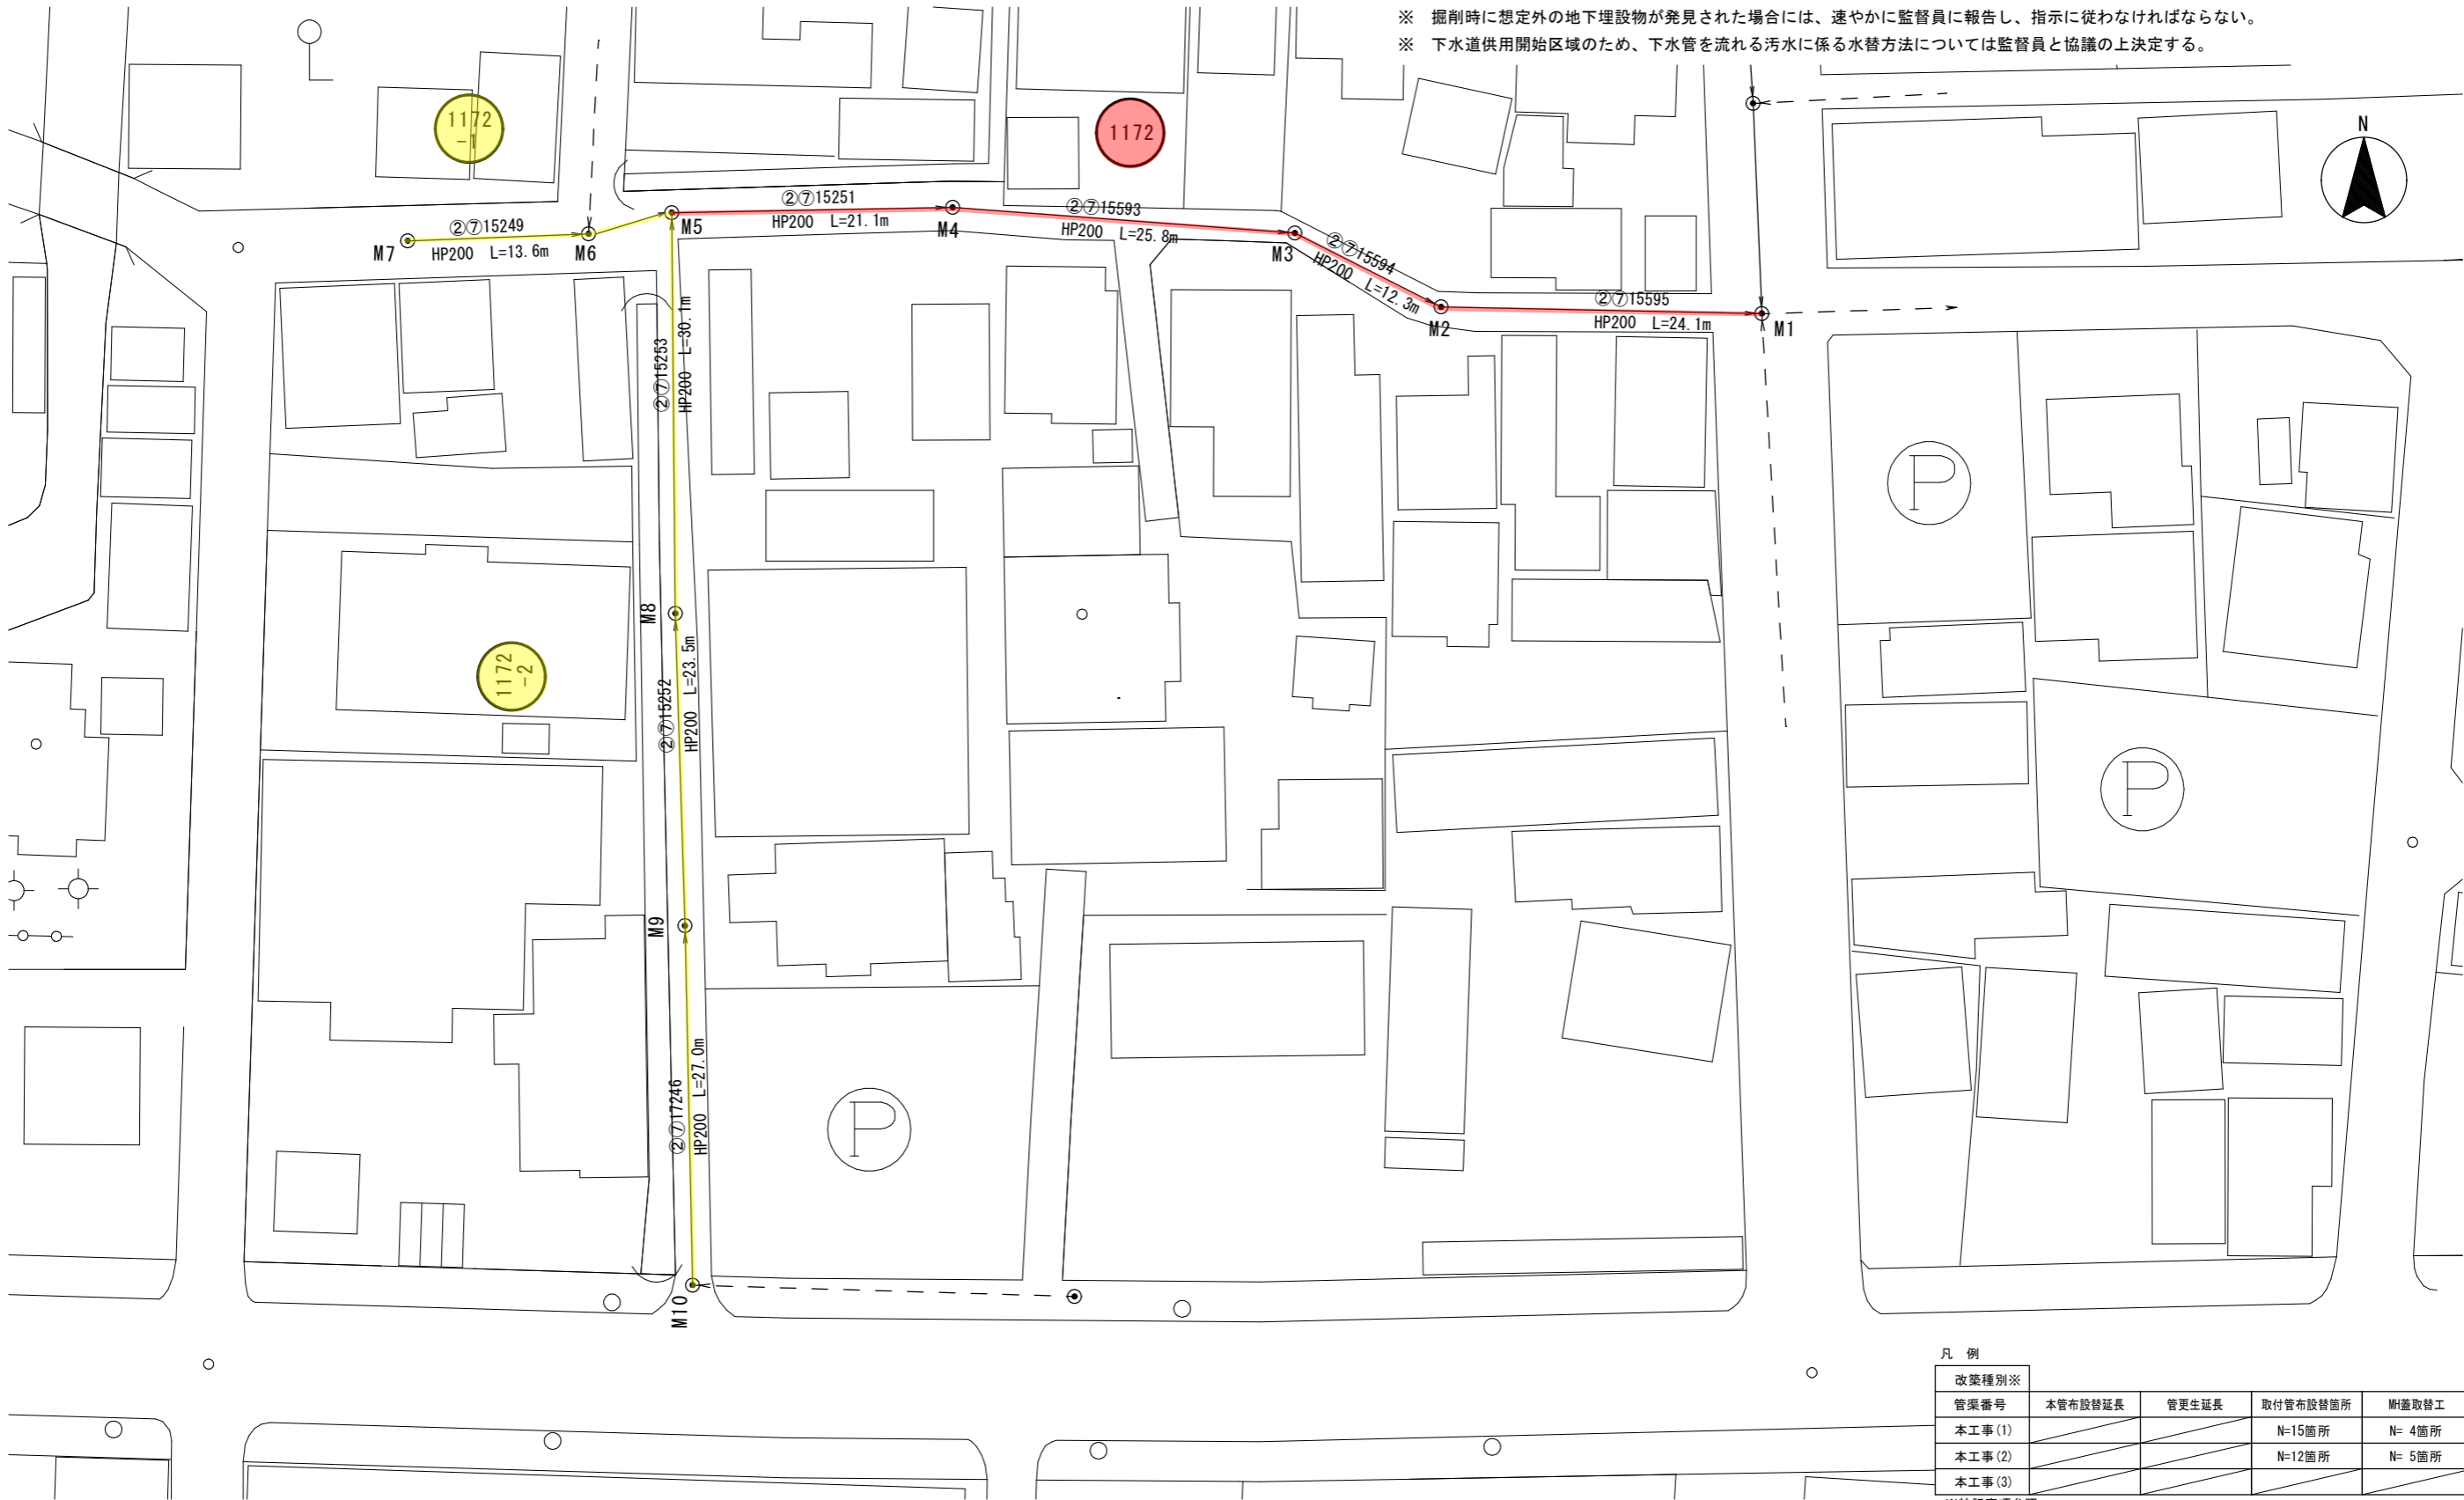 ※　掘削時に想定外の地下埋設物が発見された場合には、速やかに監督員に報告し、指示に従わなければならない。
※　下水道供用開始区域のため、下水管を流れる汚水に係る水替方法については監督員と協議の上決定する。
1172
-1
1172
N
②⑦15249
HP200　L=13.6m
M7
M6
M5
②⑦15251
HP200　L=21.1m
M4
②⑦15593
HP200　L=25.8m
M3
②⑦15594
HP200　L=12.3m
M2
②⑦15595
HP200　L=24.1m
M1
②⑦15253
HP200　L=30.1m
M8
P
1172
-2
②⑦15252
HP200　L=23.5m
P
M9
②⑦17246
HP200　L=27.0m
P
M10
凡　例
改築種別※
管渠番号　本管布設替延長　管更生延長　取付管布設替箇所　MH蓋取替工
本工事(1)　N=15箇所　N= 4箇所
本工事(2)　N=12箇所　N= 5箇所
本工事(3)